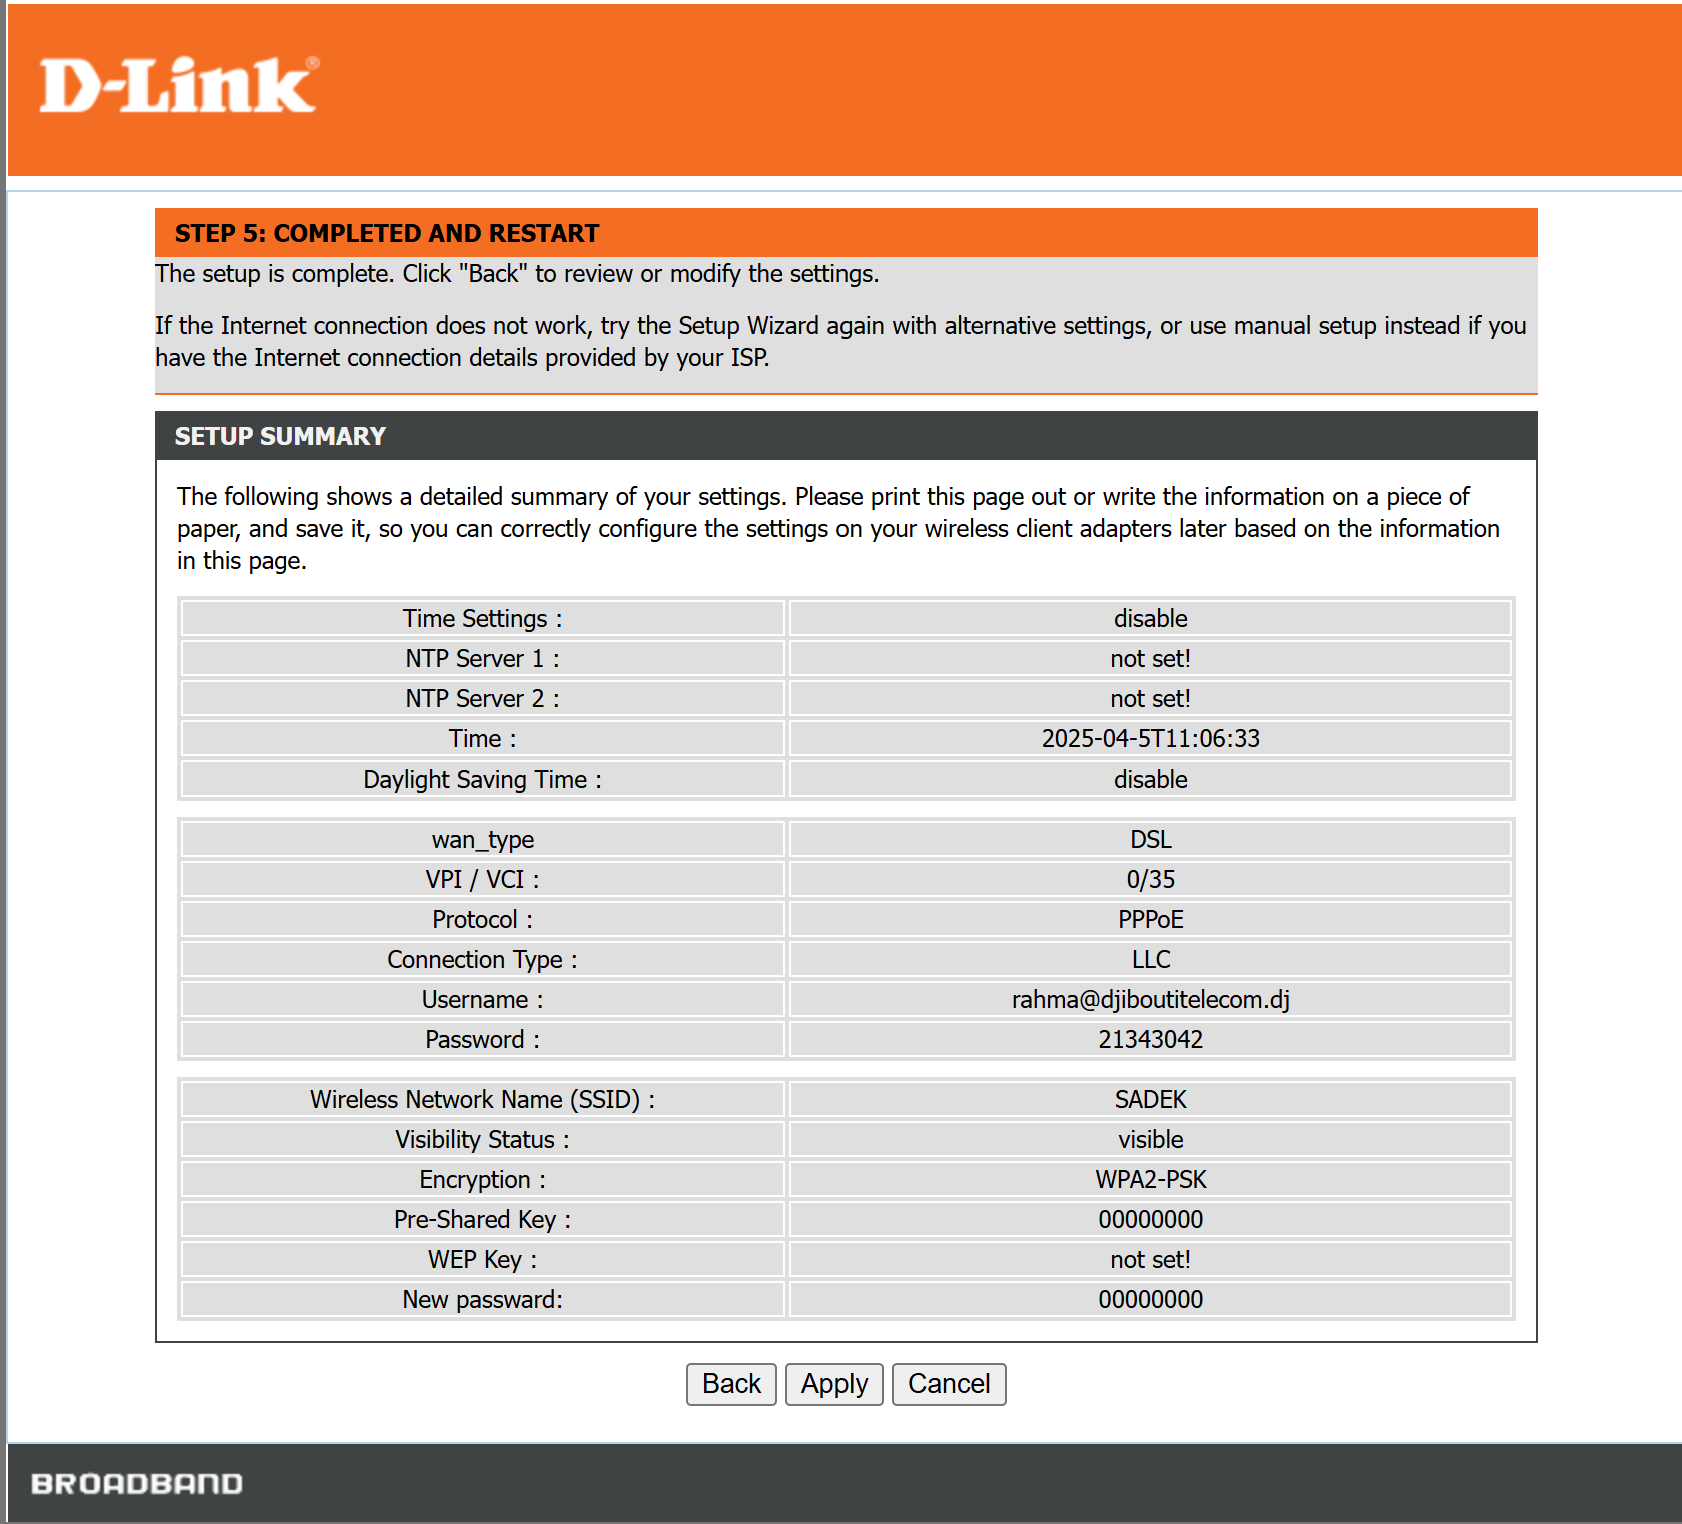 D-Link®
STEP 5: COMPLETED AND RESTART
The setup is complete. Click "Back" to review or modify the settings.
If the Internet connection does not work, try the Setup Wizard again with alternative settings, or use manual setup instead if you
have the Internet connection details provided by your ISP.
SETUP SUMMARY
The following shows a detailed summary of your settings. Please print this page out or write the information on a piece of
paper, and save it, so you can correctly configure the settings on your wireless client adapters later based on the information
in this page.
Time Settings : disable
NTP Server 1 : not set!
NTP Server 2 : not set!
Time : 2025-04-5T11:06:33
Daylight Saving Time : disable
wan_type DSL
VPI / VCI : 0/35
Protocol : PPPoE
Connection Type : LLC
Username : rahma@djiboutitelecom.dj
Password : 21343042
Wireless Network Name (SSID) : SADEK
Visibility Status : visible
Encryption : WPA2-PSK
Pre-Shared Key : 00000000
WEP Key : not set!
New passward: 00000000
Back Apply Cancel
BROADBAND